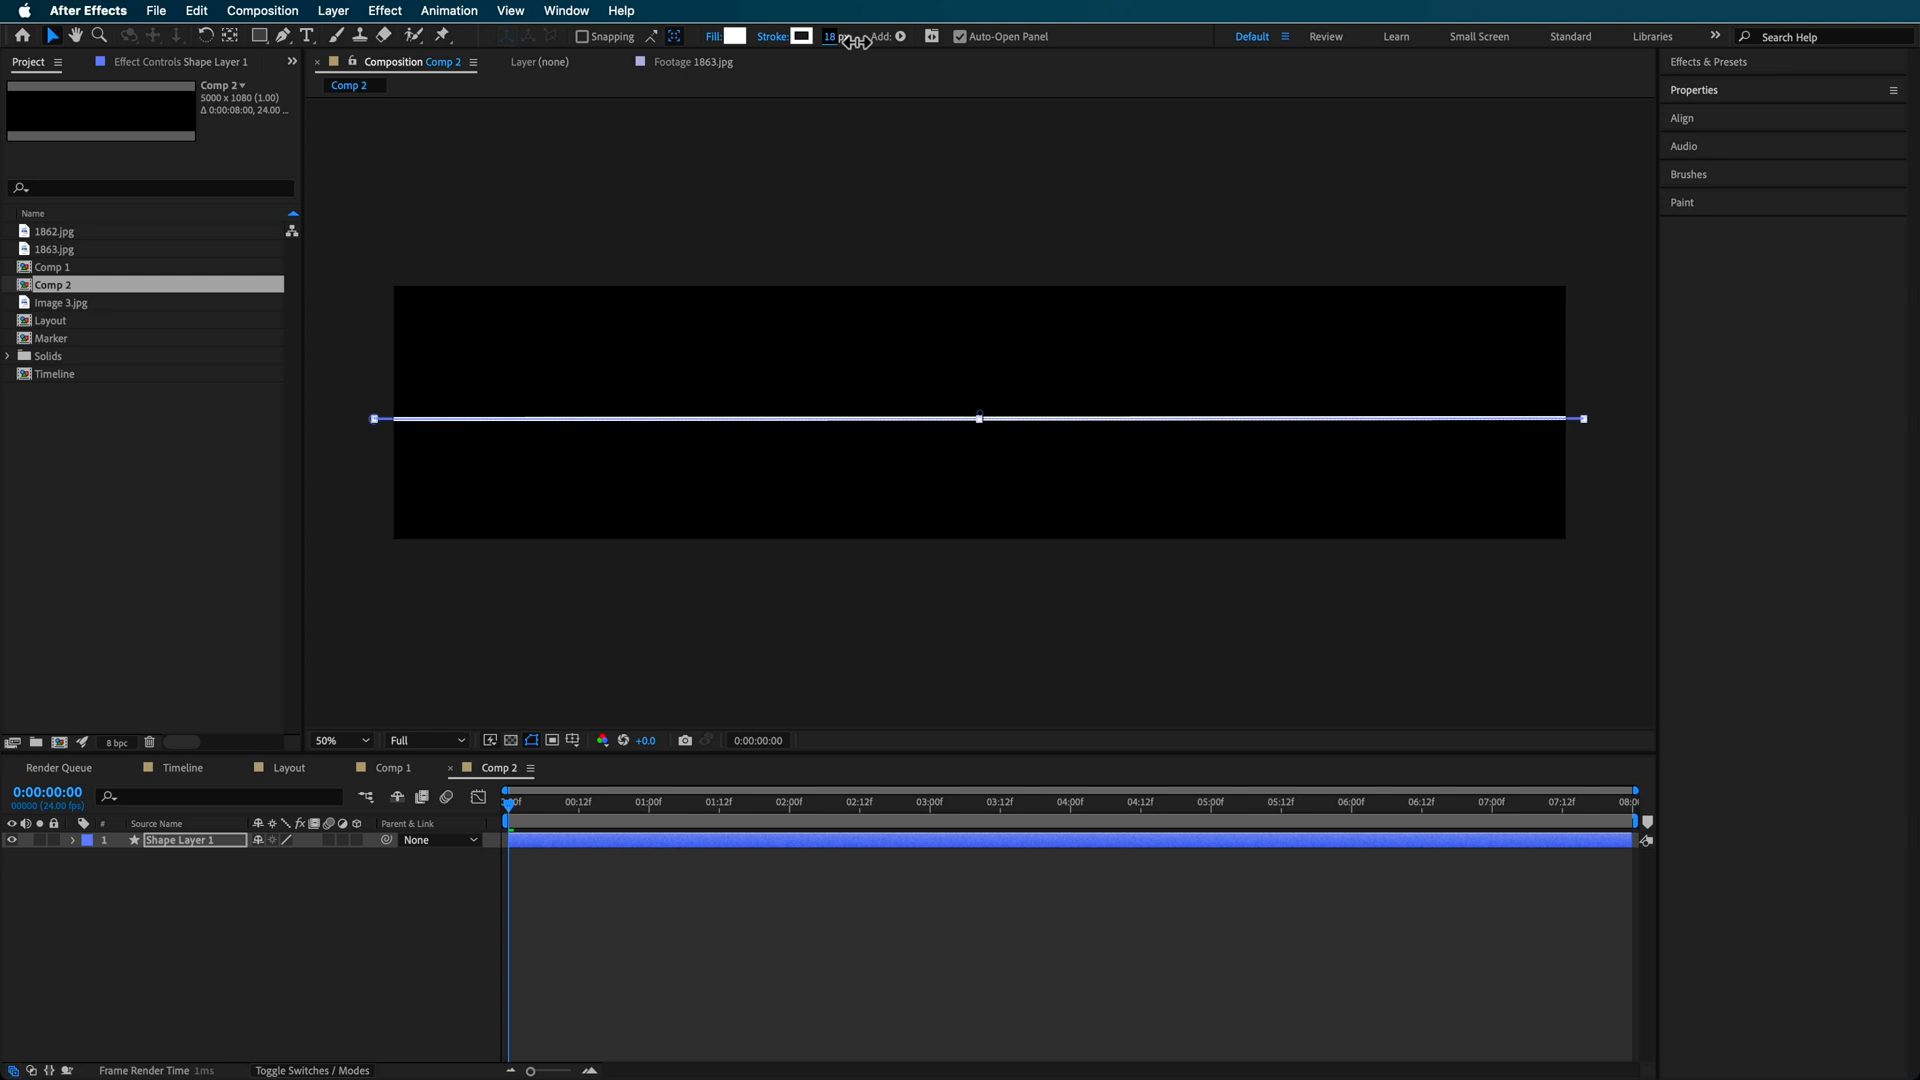 After Effects File Edit Composition Layer Effect Animation View Window Help
Snapping Fill: Stroke: 18 Add: Auto-Open Panel Default Review Learn Small Screen Standard Libraries Search Help
Project Effect Controls Shape Layer 1 Composition Comp 2 Layer (none) Footage 1863.jpg Effects & Presets
Comp 2
Comp 2
5000 x 1080 (1.00)
Δ 0:00:08:00, 24.00 ...
Properties
Align
Audio
Brushes
Paint
Name
1862.jpg
1863.jpg
Comp 1
Comp 2
Image 3.jpg
Layout
Marker
Solids
Timeline
8 bpc 50% Full +0.0 0:00:00:00
Render Queue Timeline Layout Comp 1 Comp 2
0:00:00:00
00000 (24.00 fps)
00:12f 01:00f 01:12f 02:00f 02:12f 03:00f 03:12f 04:00f 04:12f 05:00f 05:12f 06:00f 06:12f 07:00f 07:12f
# Source Name fx Parent & Link
1 Shape Layer 1 None
Frame Render Time 1ms Toggle Switches / Modes